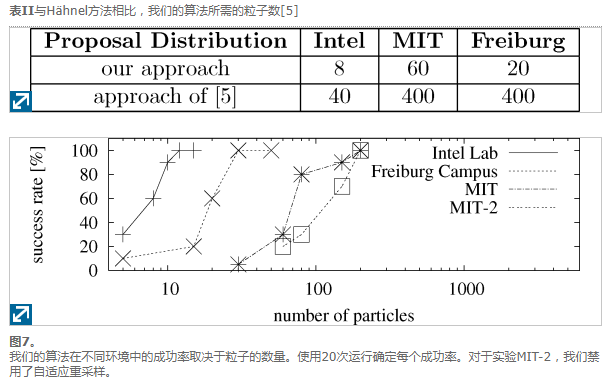 表II与Hähnel方法相比，我们的算法所需的粒子数[5]
Proposal Distribution Intel MIT Freiburg
our approach 8 60 20
approach of [5] 40 400 400
success rate [%]
100
80
60
40
20
0
Intel Lab
Freiburg Campus
MIT
MIT-2
10 100 1000
number of particles
图7。
我们的算法在不同环境中的成功率取决于粒子的数量。使用20次运行确定每个成功率。对于实验MIT-2，我们禁
用了自适应重采样。